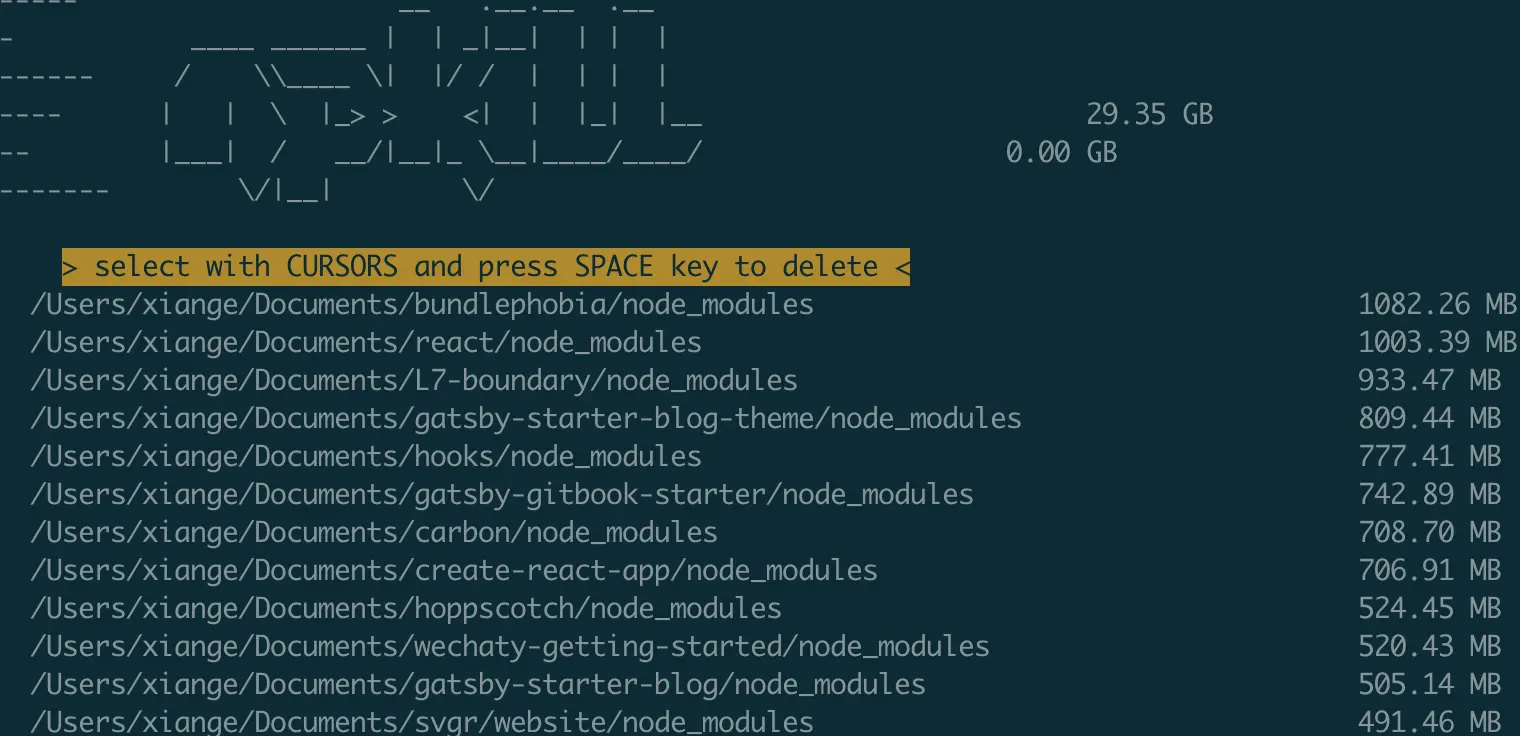 29.35 GB
0.00 GB
> select with CURSORS and press SPACE key to delete <
/Users/xiange/Documents/bundlephobia/node_modules 1082.26 MB
/Users/xiange/Documents/react/node_modules 1003.39 MB
/Users/xiange/Documents/L7-boundary/node_modules 933.47 MB
/Users/xiange/Documents/gatsby-starter-blog-theme/node_modules 809.44 MB
/Users/xiange/Documents/hooks/node_modules 777.41 MB
/Users/xiange/Documents/gatsby-gitbook-starter/node_modules 742.89 MB
/Users/xiange/Documents/carbon/node_modules 708.70 MB
/Users/xiange/Documents/create-react-app/node_modules 706.91 MB
/Users/xiange/Documents/hoppscotch/node_modules 524.45 MB
/Users/xiange/Documents/wechaty-getting-started/node_modules 520.43 MB
/Users/xiange/Documents/gatsby-starter-blog/node_modules 505.14 MB
/Users/xiange/Documents/svgr/website/node_modules 491.46 MB